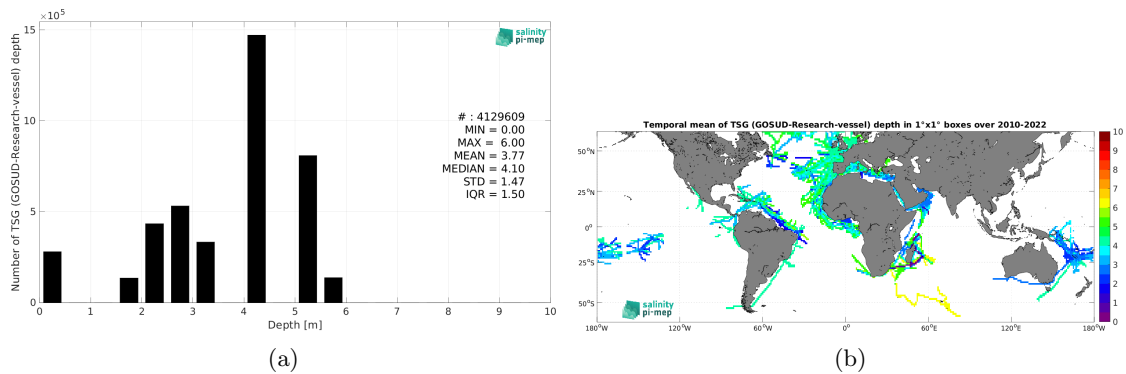 ×10⁵
15
10
5
0
Number of TSG (GOSUD-Research-vessel) depth
0 1 2 3 4 5 6 7 8 9 10
Depth [m]
salinity
pi-mep
# : 4129609
MIN = 0.00
MAX = 6.00
MEAN = 3.77
MEDIAN = 4.10
STD = 1.47
IQR = 1.50
(a)
Temporal mean of TSG (GOSUD-Research-vessel) depth in 1°x1° boxes over 2010-2022
50°N
25°N
0°
25°S
50°S
180°W 120°W 60°W 0° 60°E 120°E 180°W
salinity
pi-mep
10
9
8
7
6
5
4
3
2
1
0
(b)